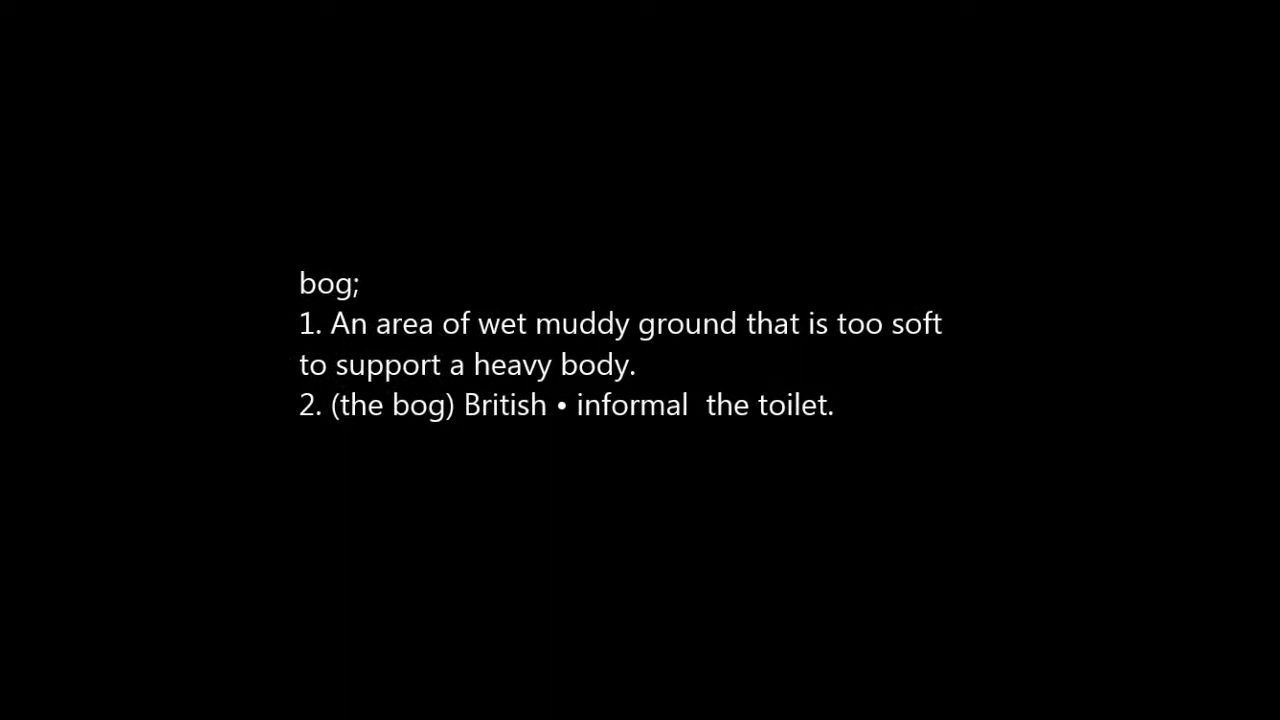 bog;
1. An area of wet muddy ground that is too soft
to support a heavy body.
2. (the bog) British • informal  the toilet.